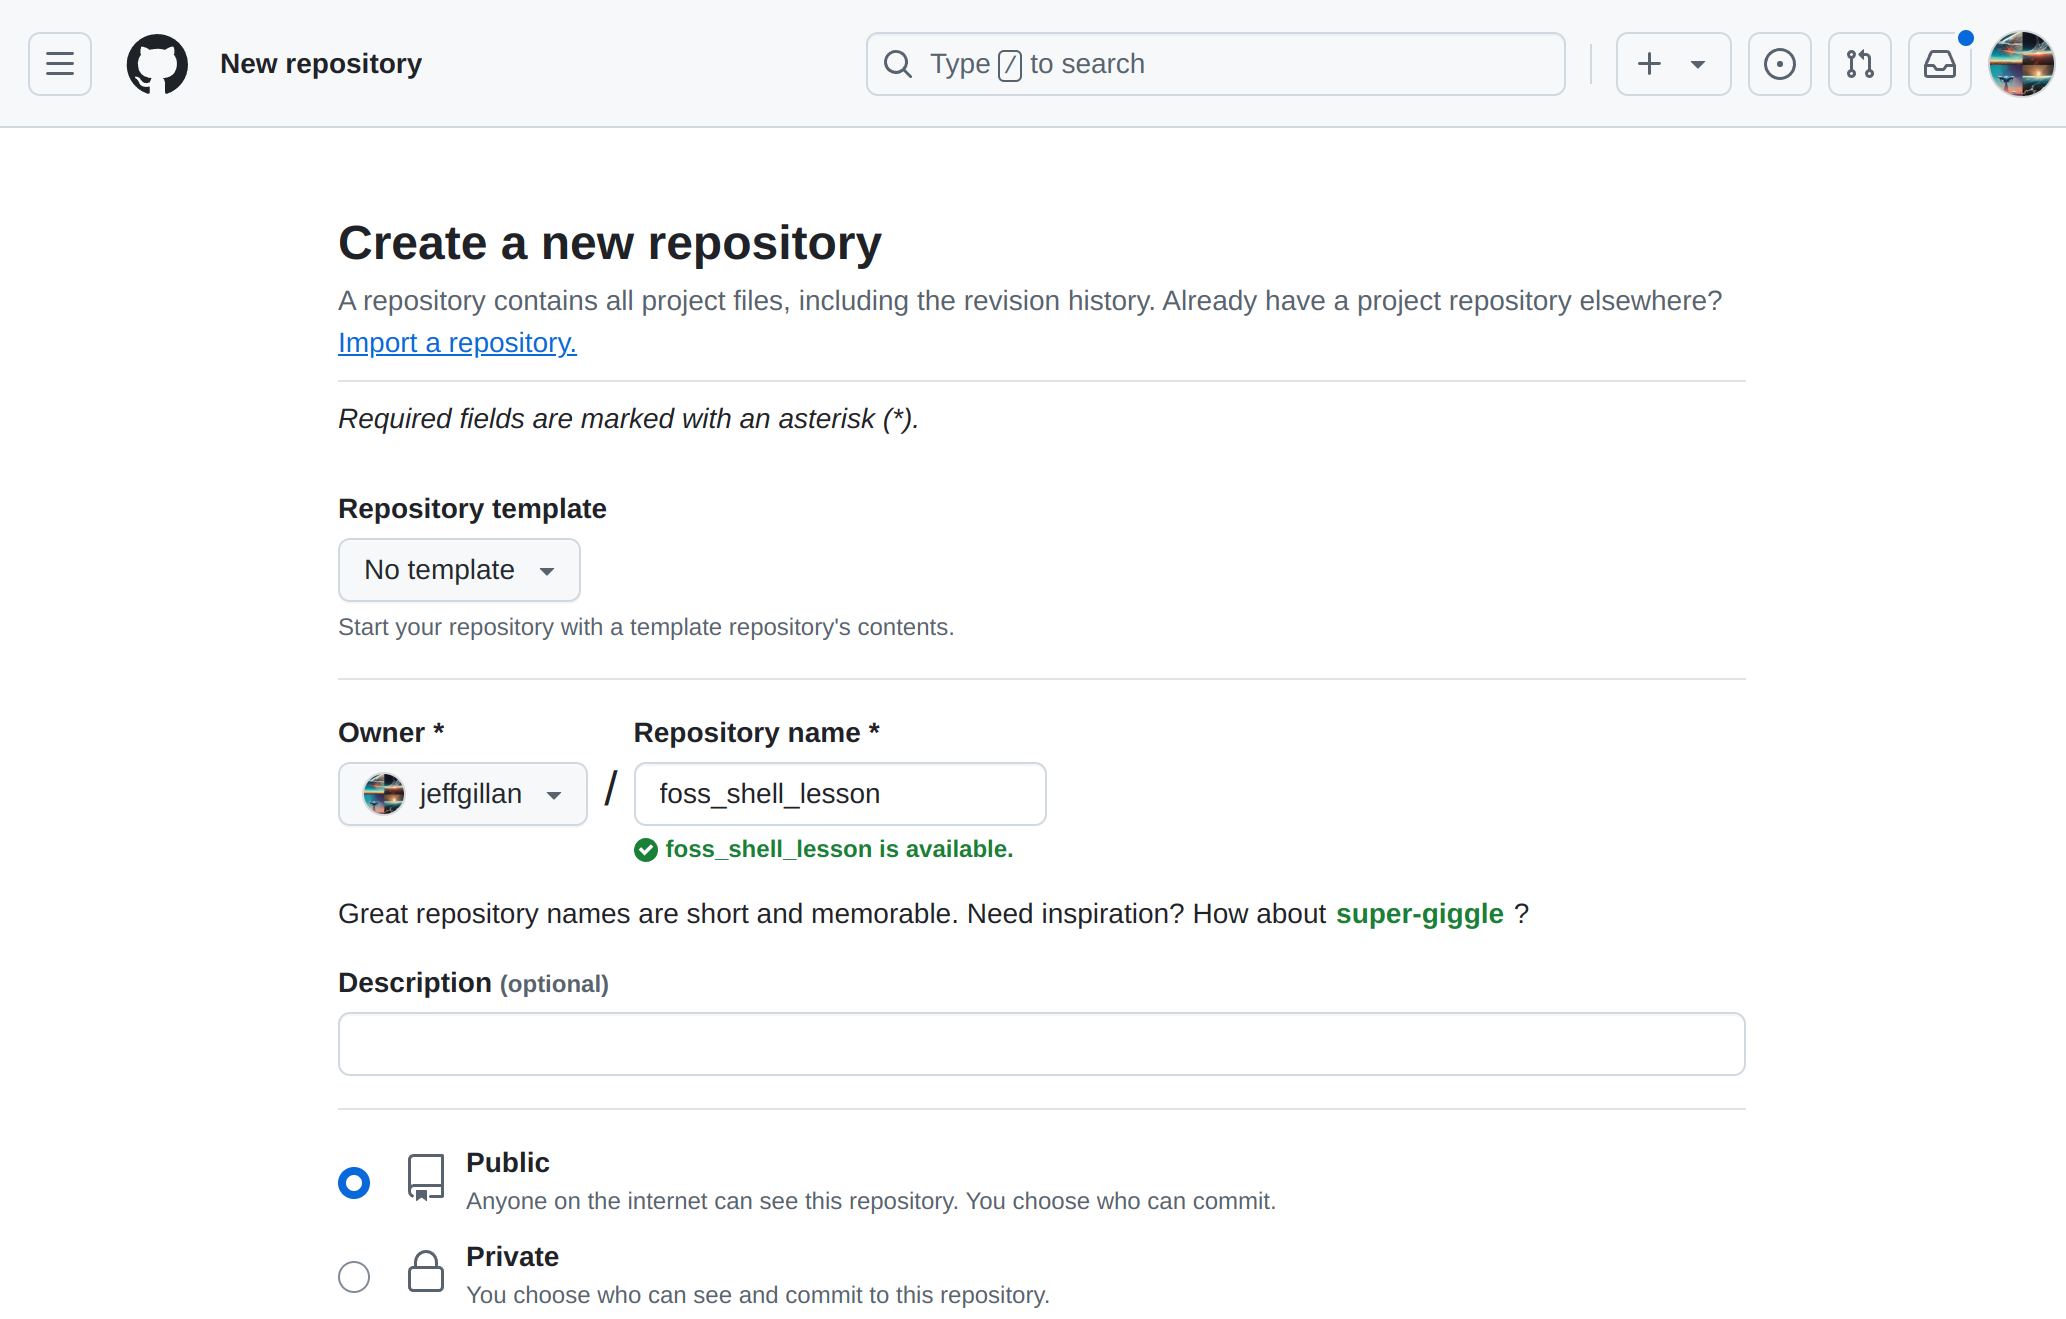 New repository
Type / to search
Create a new repository
A repository contains all project files, including the revision history. Already have a project repository elsewhere?
Import a repository.
Required fields are marked with an asterisk (*).
Repository template
No template
Start your repository with a template repository's contents.
Owner * Repository name *
jeffgillan / foss_shell_lesson
foss_shell_lesson is available.
Great repository names are short and memorable. Need inspiration? How about super-giggle ?
Description (optional)
Public
Anyone on the internet can see this repository. You choose who can commit.
Private
You choose who can see and commit to this repository.